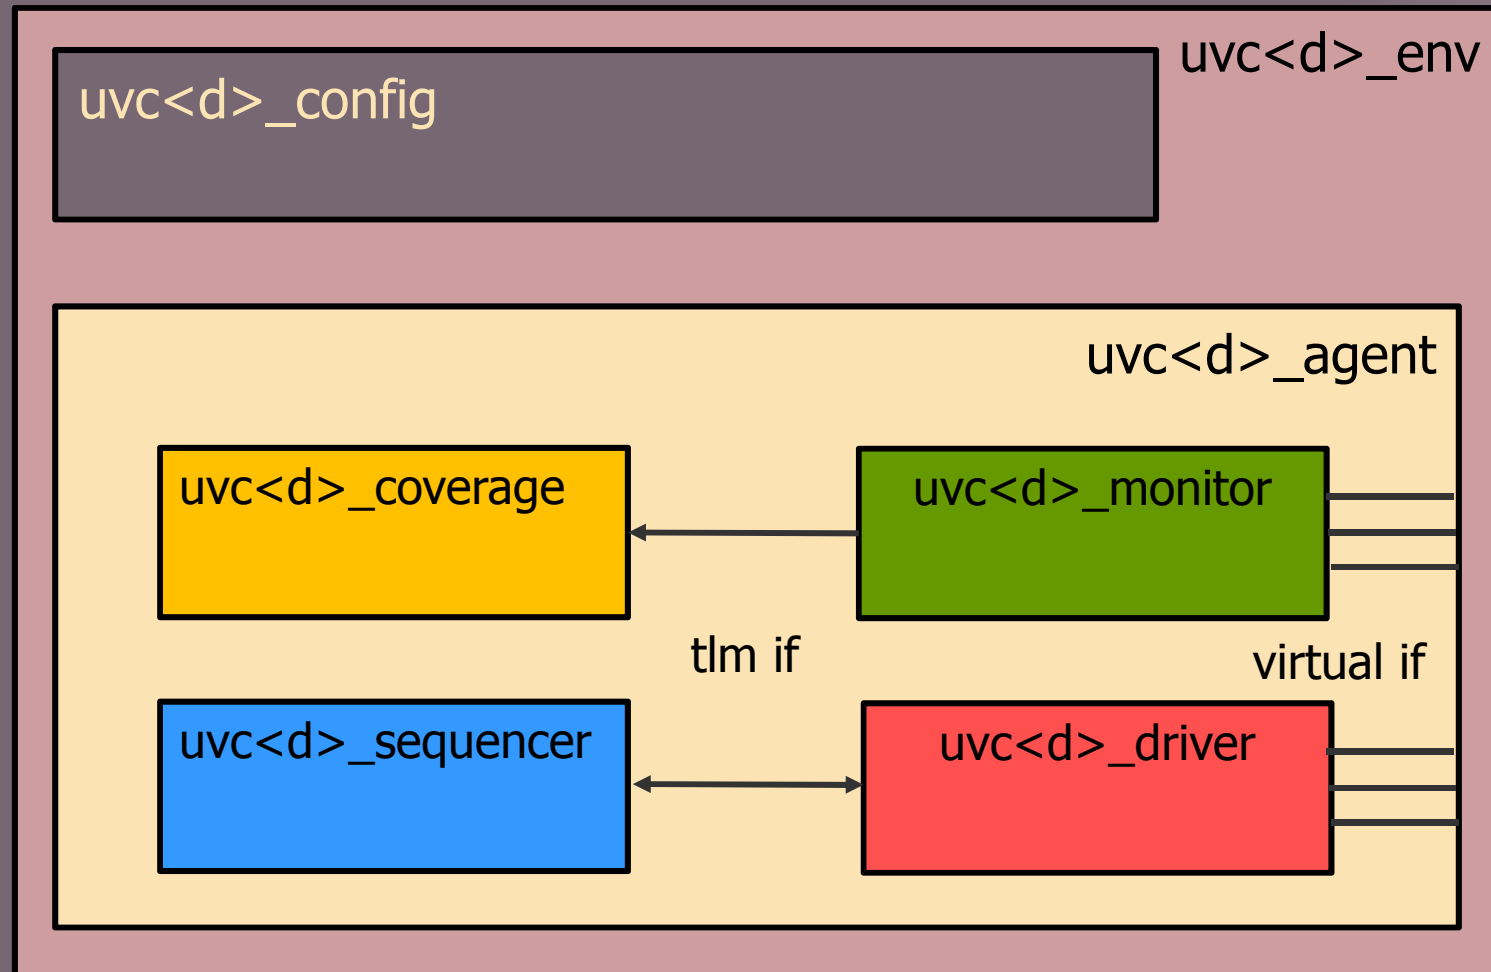 uvc<d>_env
uvc<d>_config
uvc<d>_agent
uvc<d>_coverage
uvc<d>_monitor
tlm if
virtual if
uvc<d>_sequencer
uvc<d>_driver